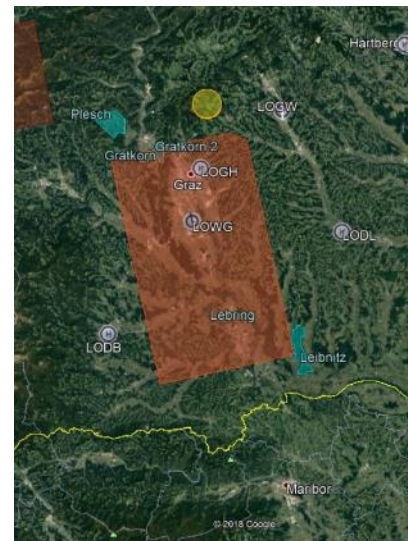 Hartberg
LOGW
Plesch
Gratkorn 2
Gratkorn
LOGH
Graz
LOWG
LODL
Lebring
LODB
Leibnitz
Maribor
© 2018 Google